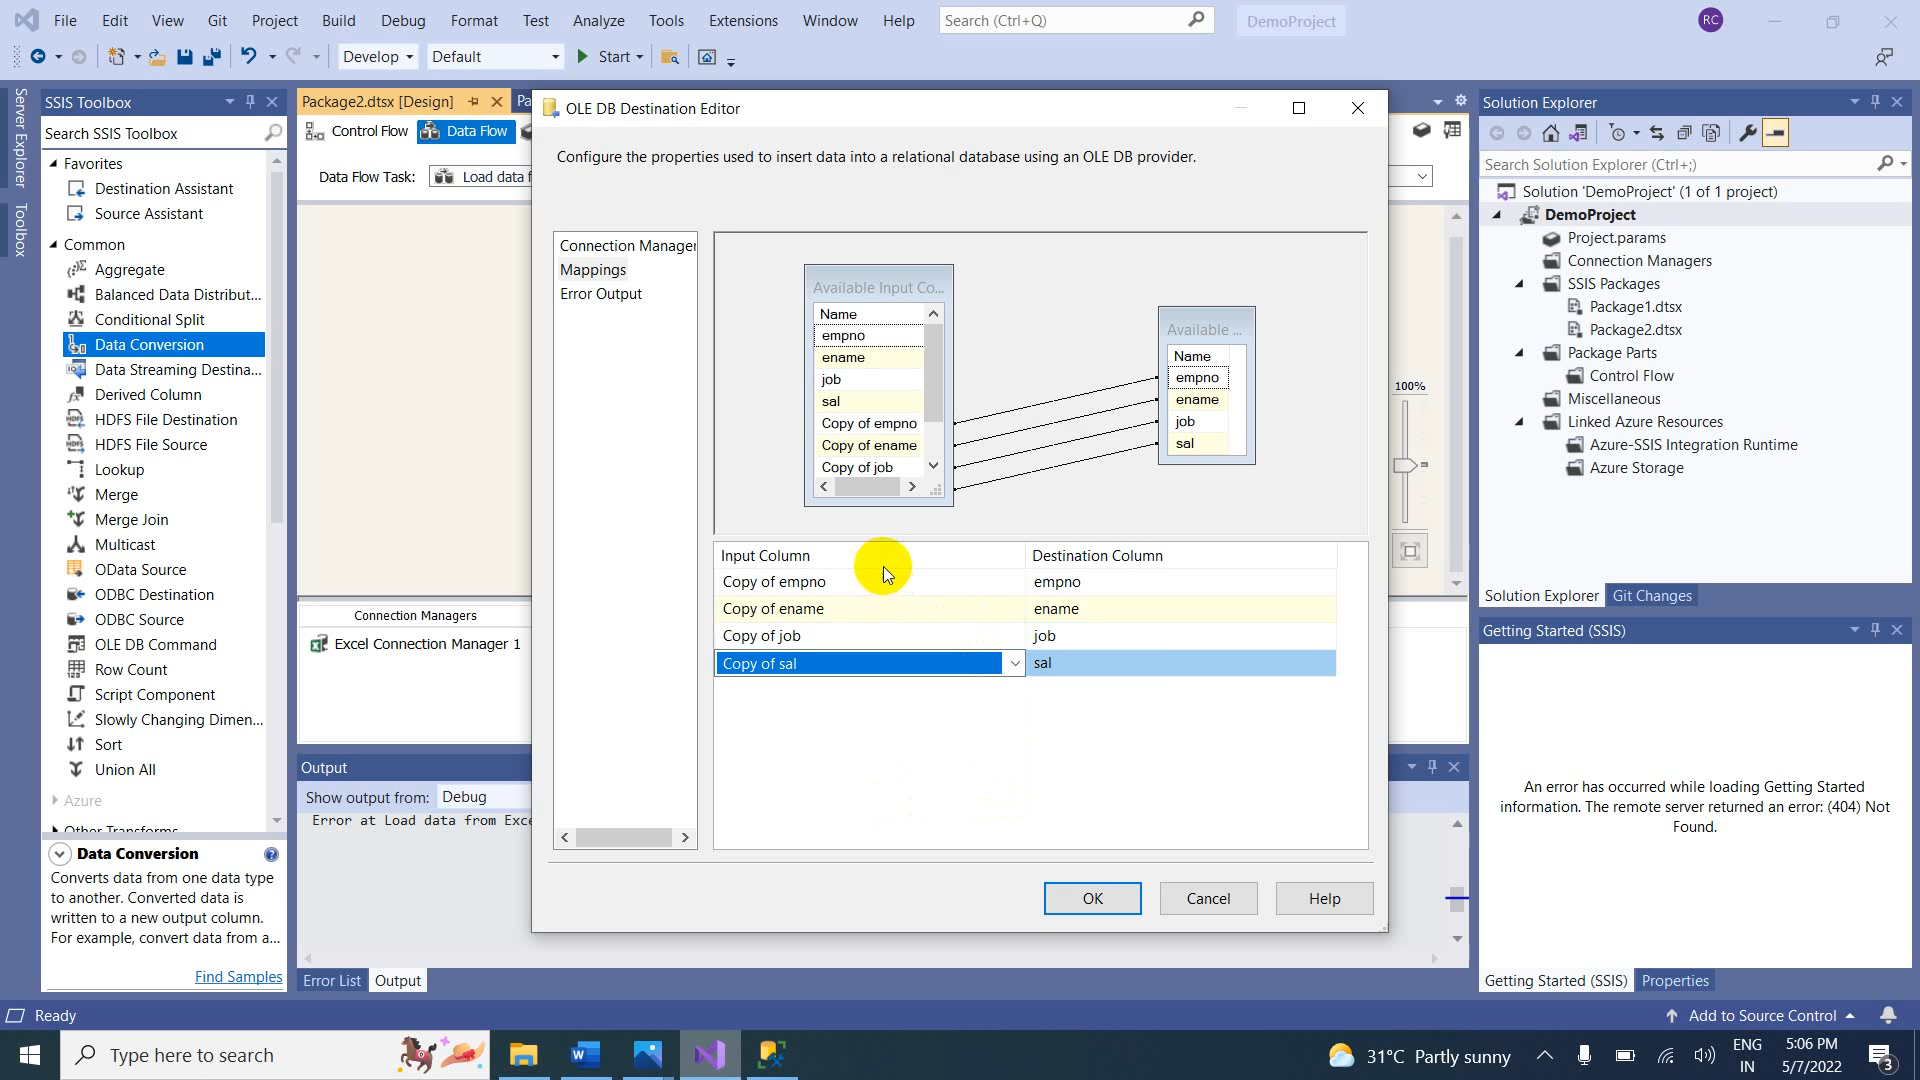 File Edit View Git Project Build Debug Format Test Analyze Tools Extensions Window Help Search (Ctrl+Q) DemoProject RC
Develop Default Start
Server Explorer
Toolbox
SSIS Toolbox
Search SSIS Toolbox
Favorites
Destination Assistant
Source Assistant
Common
Aggregate
Balanced Data Distribut...
Conditional Split
Data Conversion
Data Streaming Destina...
Derived Column
HDFS File Destination
HDFS File Source
Lookup
Merge
Merge Join
Multicast
OData Source
ODBC Destination
ODBC Source
OLE DB Command
Row Count
Script Component
Slowly Changing Dimen...
Sort
Union All
Azure
Other Transforms
Data Conversion
Converts data from one data type
to another. Converted data is
written to a new output column.
For example, convert data from a...
Find Samples
Package2.dtsx [Design] Pa
Control Flow Data Flow
Data Flow Task: Load data f
OLE DB Destination Editor
Configure the properties used to insert data into a relational database using an OLE DB provider.
Connection Manager
Mappings
Error Output
Available Input Co...
Name
empno
ename
job
sal
Copy of empno
Copy of ename
Copy of job
Available ...
Name
empno
ename
job
sal
Input Column Destination Column
Copy of empno empno
Copy of ename ename
Copy of job job
Copy of sal sal
OK Cancel Help
100%
Connection Managers
Excel Connection Manager 1
Output
Show output from: Debug
Error at Load data from Exce
Error List Output
Solution Explorer
Search Solution Explorer (Ctrl+;)
Solution 'DemoProject' (1 of 1 project)
DemoProject
Project.params
Connection Managers
SSIS Packages
Package1.dtsx
Package2.dtsx
Package Parts
Control Flow
Miscellaneous
Linked Azure Resources
Azure-SSIS Integration Runtime
Azure Storage
Solution Explorer Git Changes
Getting Started (SSIS)
An error has occurred while loading Getting Started
information. The remote server returned an error: (404) Not
Found.
Getting Started (SSIS) Properties
Ready Add to Source Control
Type here to search 31°C Partly sunny ENG
IN
5:06 PM
5/7/2022
3